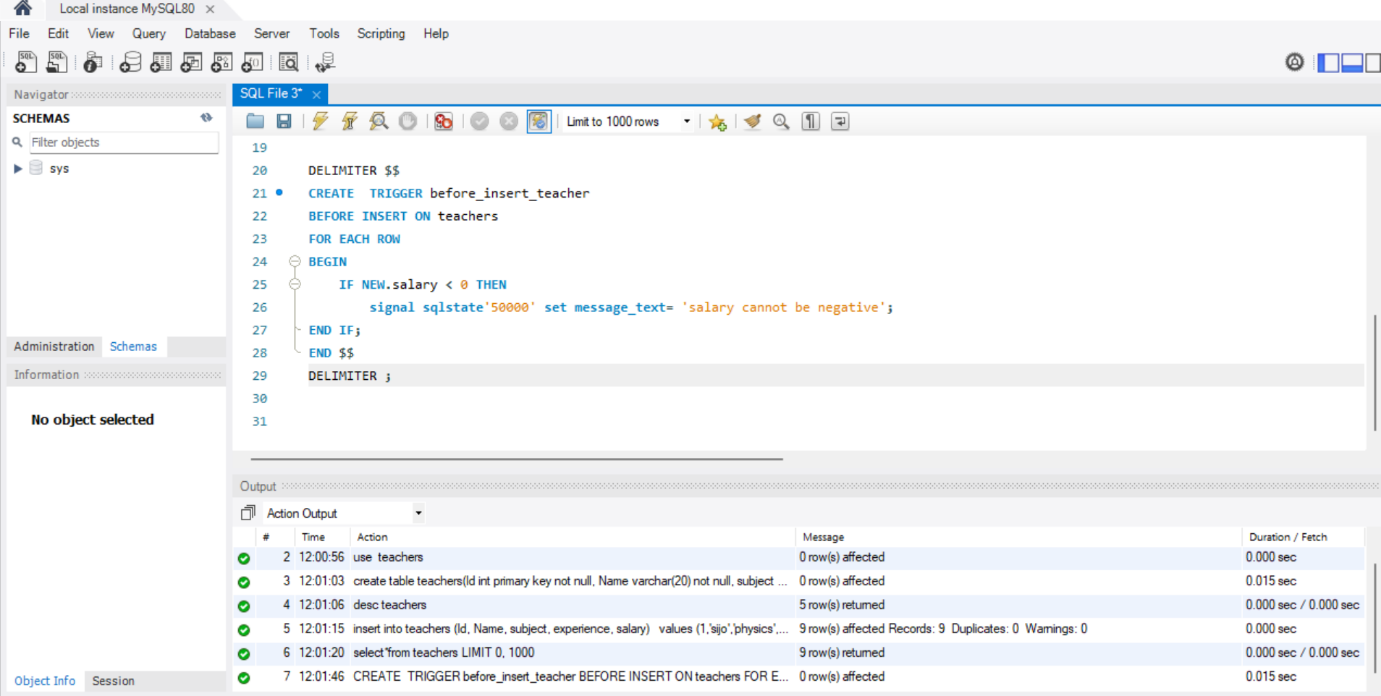 Local instance MySQL80 ×
File Edit View Query Database Server Tools Scripting Help
Navigator
SCHEMAS
Filter objects
sys
Administration Schemas
Information
No object selected
Object Info Session
SQL File 3* ×
Limit to 1000 rows
19
20 DELIMITER $$
21 CREATE  TRIGGER before_insert_teacher
22 BEFORE INSERT ON teachers
23 FOR EACH ROW
24 BEGIN
25     IF NEW.salary < 0 THEN
26         signal sqlstate'50000' set message_text= 'salary cannot be negative';
27 END IF;
28 END $$
29 DELIMITER ;
30
31
Output
Action Output
# Time Action Message Duration / Fetch
2 12:00:56 use teachers 0 row(s) affected 0.000 sec
3 12:01:03 create table teachers(Id int primary key not null, Name varchar(20) not null, subject ... 0 row(s) affected 0.015 sec
4 12:01:06 desc teachers 5 row(s) returned 0.000 sec / 0.000 sec
5 12:01:15 insert into teachers (Id, Name, subject, experience, salary) values (1,'sijo','physics',... 9 row(s) affected Records: 9 Duplicates: 0 Warnings: 0 0.000 sec
6 12:01:20 select*from teachers LIMIT 0, 1000 9 row(s) returned 0.000 sec / 0.000 sec
7 12:01:46 CREATE TRIGGER before_insert_teacher BEFORE INSERT ON teachers FOR E... 0 row(s) affected 0.015 sec